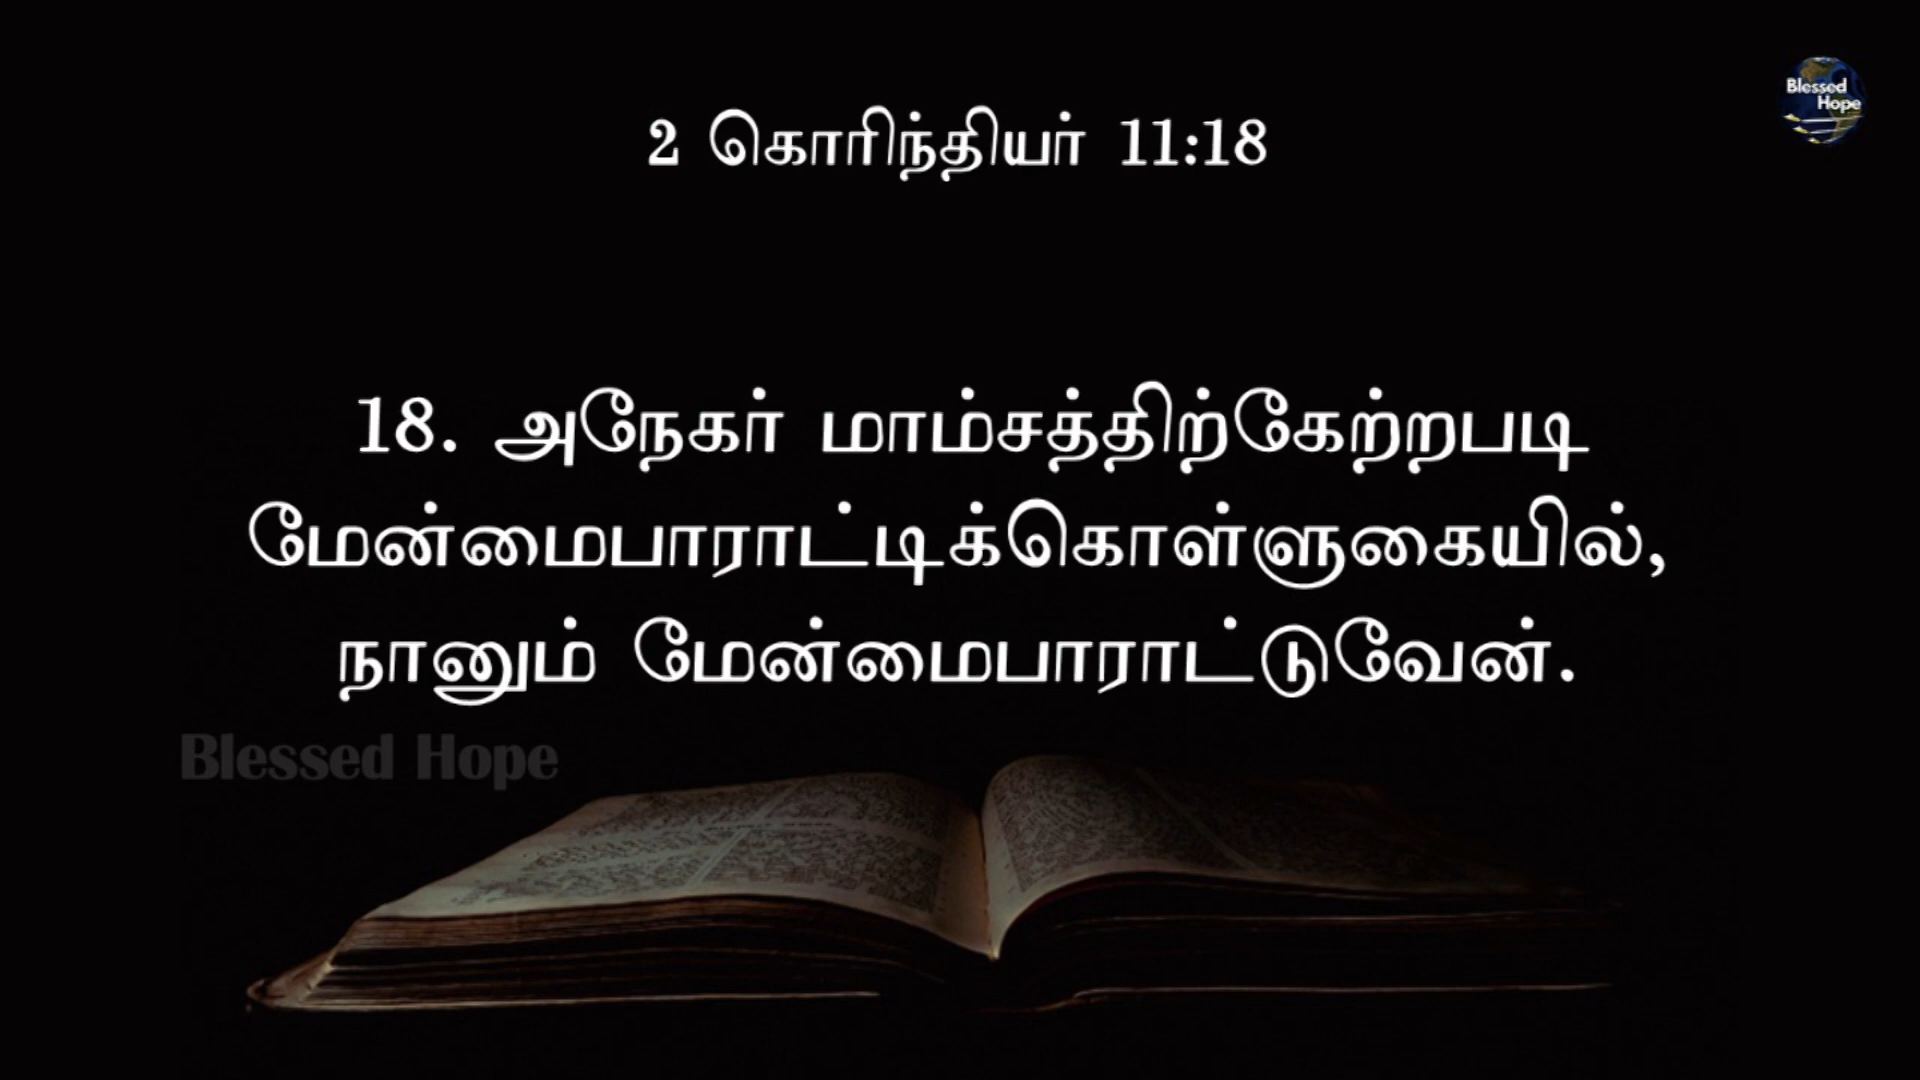 Blessed
Hope
2 கொரிந்தியர் 11:18
18. அநேகர் மாம்சத்திற்கேற்றபடி
மேன்மைபாராட்டிக்கொள்ளுகையில்,
நானும் மேன்மைபாராட்டுவேன்.
Blessed Hope